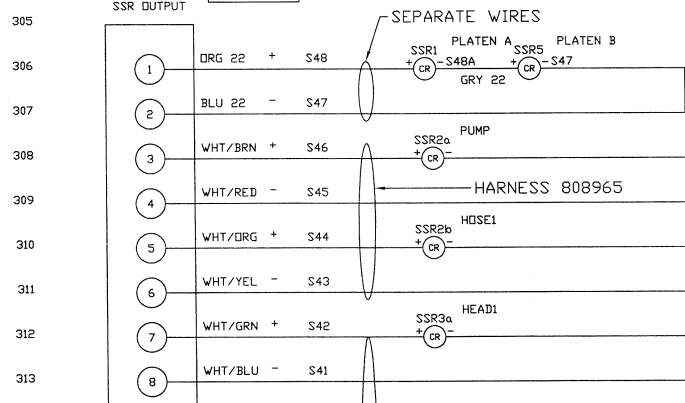 SSR OUTPUT
305
SEPARATE WIRES
PLATEN A
PLATEN B
SSR1
SSR5
306
1
ORG 22 + S48
+ CR - S48A
+ CR - S47
GRY 22
307
2
BLU 22 - S47
PUMP
SSR2a
308
3
WHT/BRN + S46
+ CR -
309
4
WHT/RED - S45
HARNESS 808965
HOSE1
SSR2b
310
5
WHT/ORG + S44
+ CR -
311
6
WHT/YEL - S43
HEAD1
SSR3a
312
7
WHT/GRN + S42
+ CR -
313
8
WHT/BLU - S41